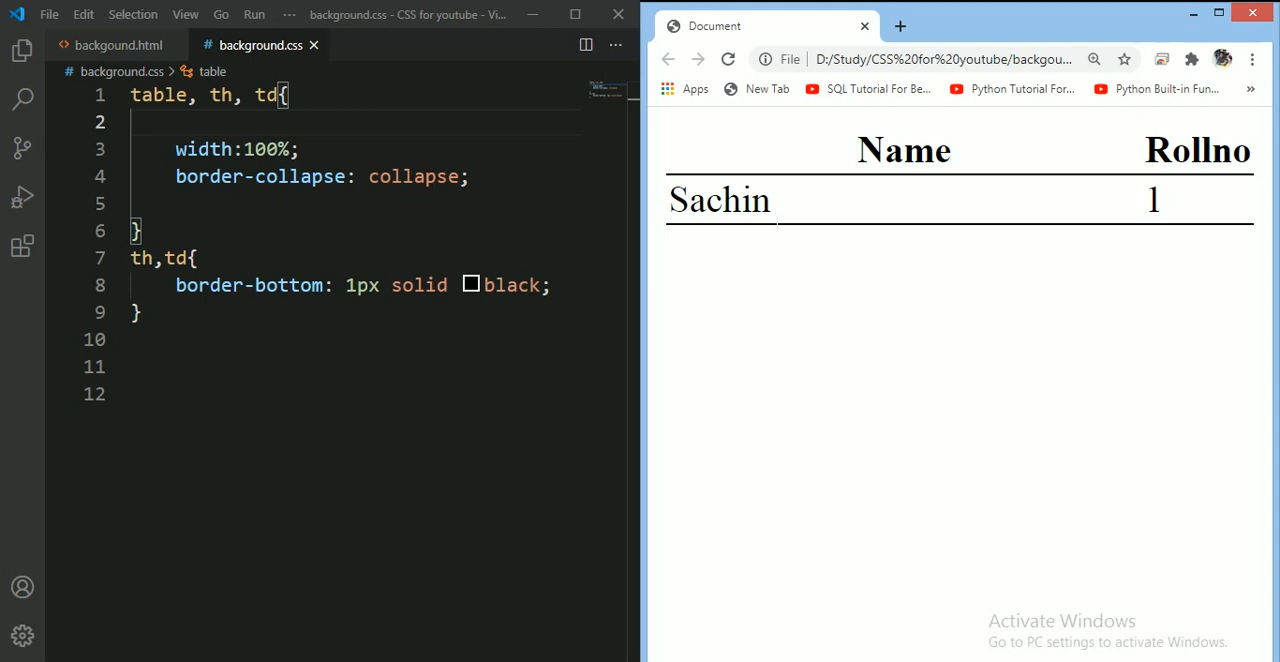 File Edit Selection View Go Run ··· background.css - CSS for youtube - Vi...
backgound.html # background.css
# background.css > table
1 table, th, td{
2
3 width:100%;
4 border-collapse: collapse;
5
6 }
7 th,td{
8 border-bottom: 1px solid black;
9 }
10
11
12
Document
File D:/Study/CSS%20for%20youtube/backgou...
Apps New Tab SQL Tutorial For Be... Python Tutorial For... Python Built-in Fun... »
Name Rollno
Sachin 1
Activate Windows
Go to PC settings to activate Windows.